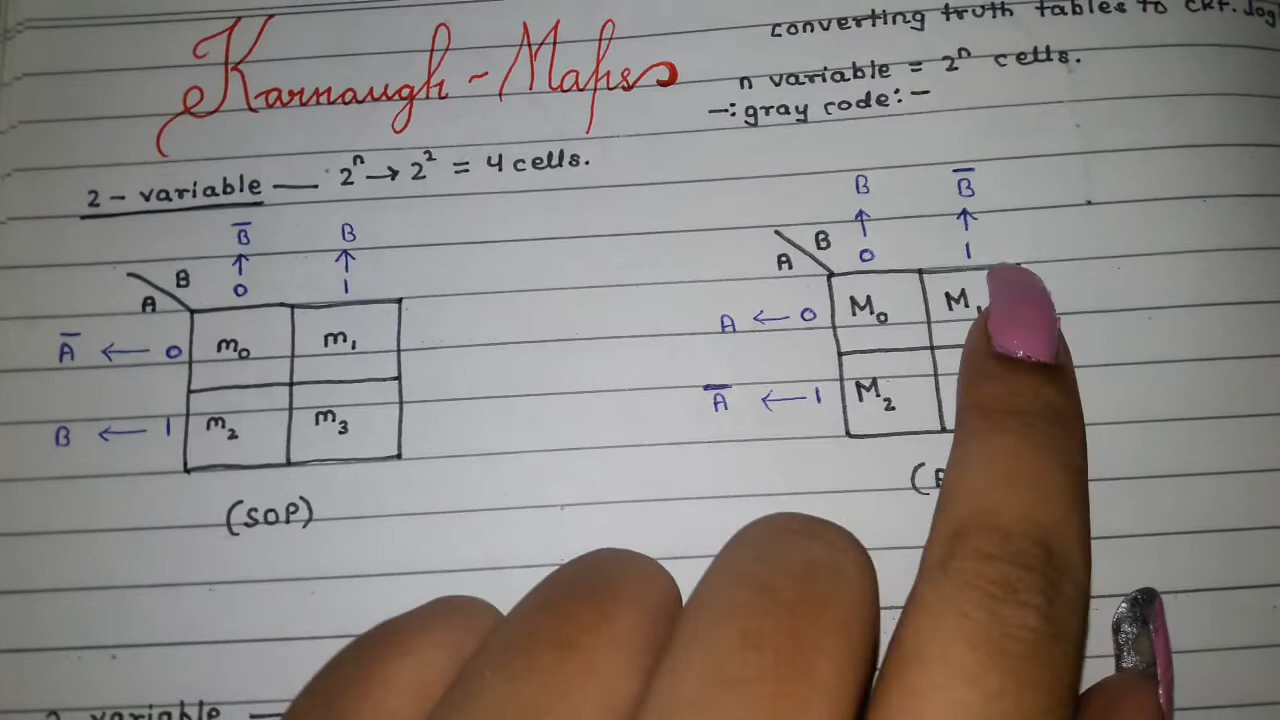 Karnaugh - Maps
converting truth tables to ckt.
n variable = 2ⁿ cells.
-: gray code: -
2 - variable — 2ⁿ → 2² = 4 cells.
B̅ B
↑ ↑
B 0 1
A
A̅ ← 0 m₀ m₁
B ← 1 m₂ m₃
(SOP)
B B̅
↑ ↑
B 0 1
A
A ← 0 M₀ M₁
A̅ ← 1 M₂
variable —